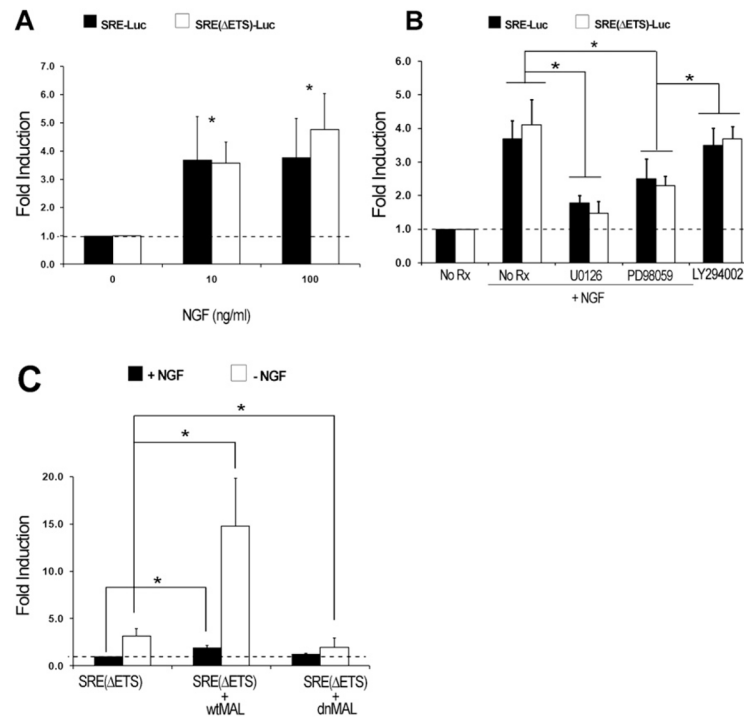 A
SRE-Luc SRE(ΔETS)-Luc
Fold Induction
7.0
6.0
5.0
4.0
3.0
2.0
1.0
0.0
* *
0 10 100
NGF (ng/ml)
B
SRE-Luc SRE(ΔETS)-Luc
Fold Induction
6.0
5.0
4.0
3.0
2.0
1.0
0.0
*
* *
No Rx No Rx U0126 PD98059 LY294002
+ NGF
C
+ NGF - NGF
Fold Induction
20.0
15.0
10.0
5.0
0.0
*
*
*
SRE(ΔETS) SRE(ΔETS) SRE(ΔETS)
+ +
wtMAL dnMAL